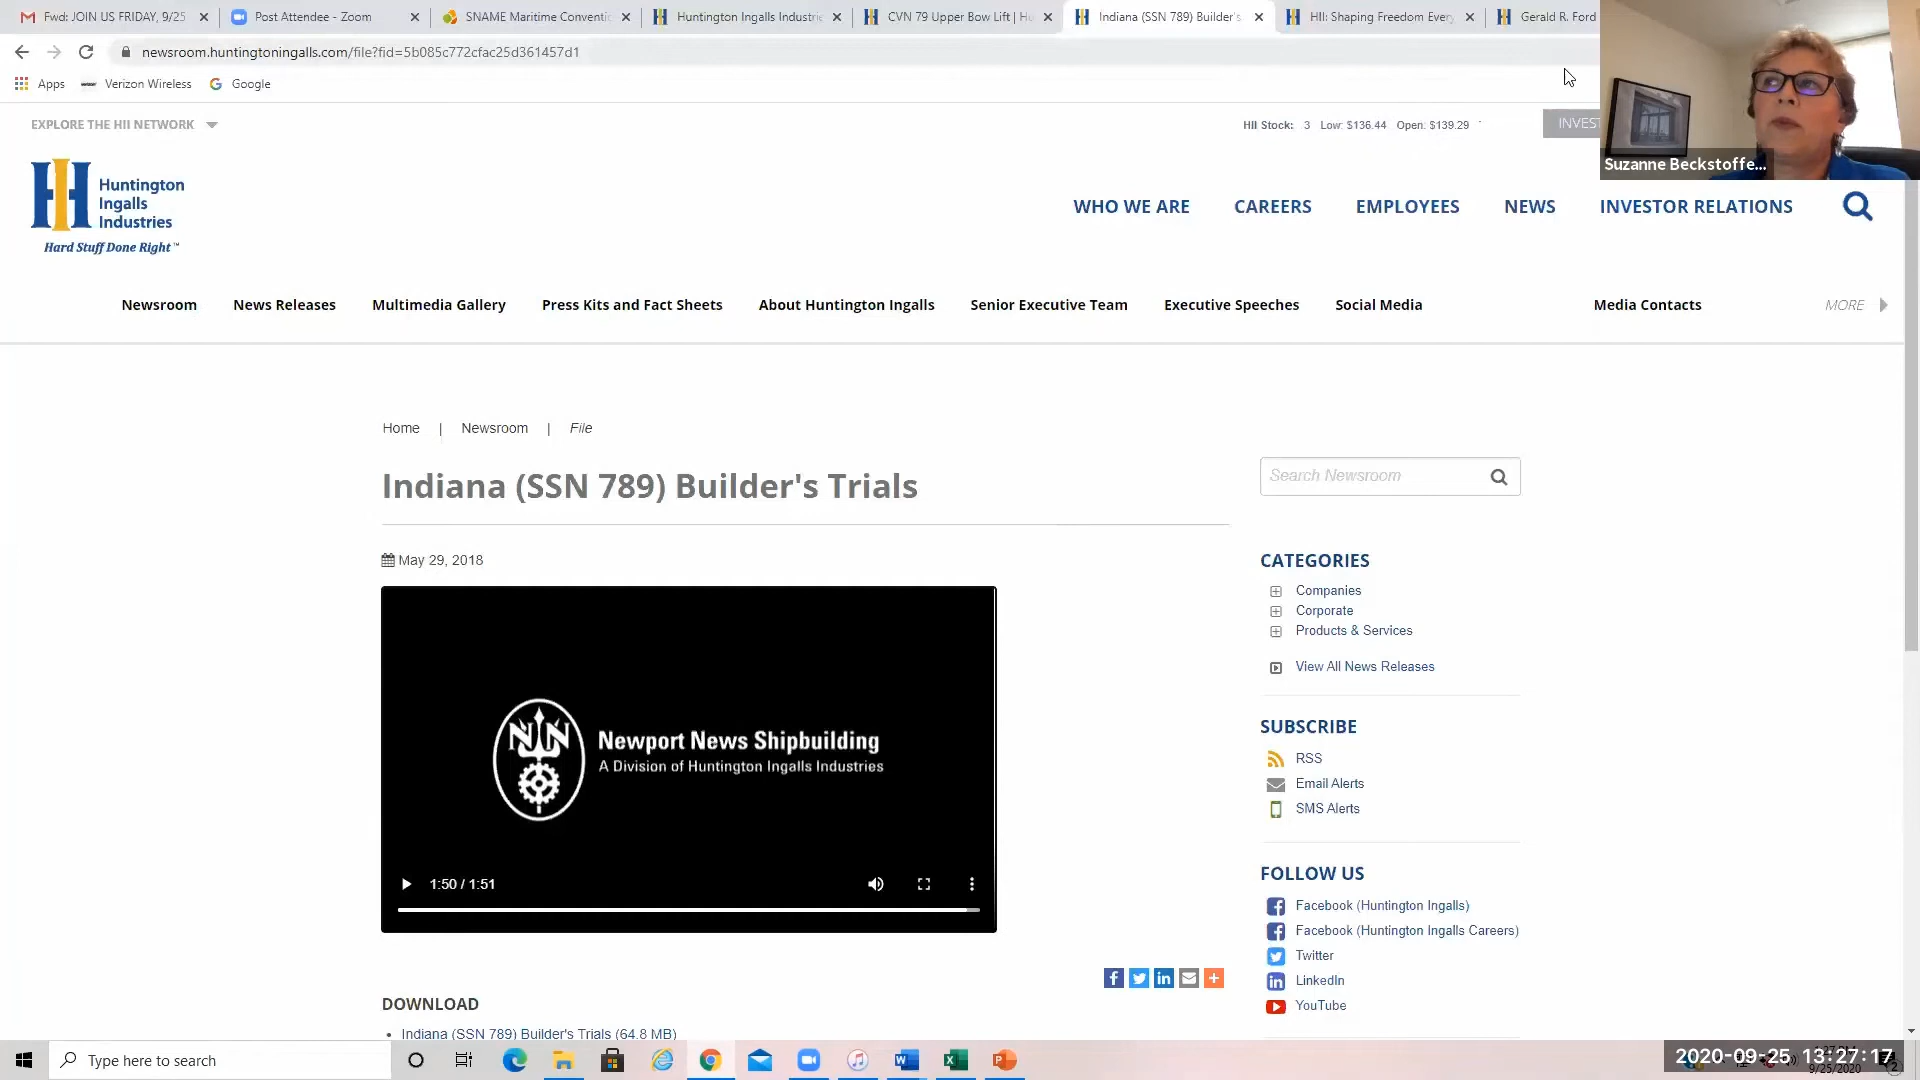 Fwd: JOIN US FRIDAY, 9/25
Post Attendee - Zoom
SNAME Maritime Conventio
Huntington Ingalls Industrie
CVN 79 Upper Bow Lift | Hu
Indiana (SSN 789) Builder's
HII: Shaping Freedom Every
Gerald R. Ford
newsroom.huntingtoningalls.com/file?fid=5b085c772cfac25d361457d1
Apps
Verizon Wireless
Google
EXPLORE THE HII NETWORK
HII Stock: 3 Low: $136.44 Open: $139.29
INVEST
Suzanne Beckstoffe...
Huntington
Ingalls
Industries
Hard Stuff Done Right™
WHO WE ARE
CAREERS
EMPLOYEES
NEWS
INVESTOR RELATIONS
Newsroom
News Releases
Multimedia Gallery
Press Kits and Fact Sheets
About Huntington Ingalls
Senior Executive Team
Executive Speeches
Social Media
Media Contacts
MORE
Home | Newsroom | File
Indiana (SSN 789) Builder's Trials
Search Newsroom
May 29, 2018
NN
Newport News Shipbuilding
A Division of Huntington Ingalls Industries
1:50 / 1:51
CATEGORIES
Companies
Corporate
Products & Services
View All News Releases
SUBSCRIBE
RSS
Email Alerts
SMS Alerts
FOLLOW US
Facebook (Huntington Ingalls)
Facebook (Huntington Ingalls Careers)
Twitter
LinkedIn
YouTube
DOWNLOAD
• Indiana (SSN 789) Builder's Trials (64.8 MB)
Type here to search
2020-09-25 13:27:17
9/25/2020